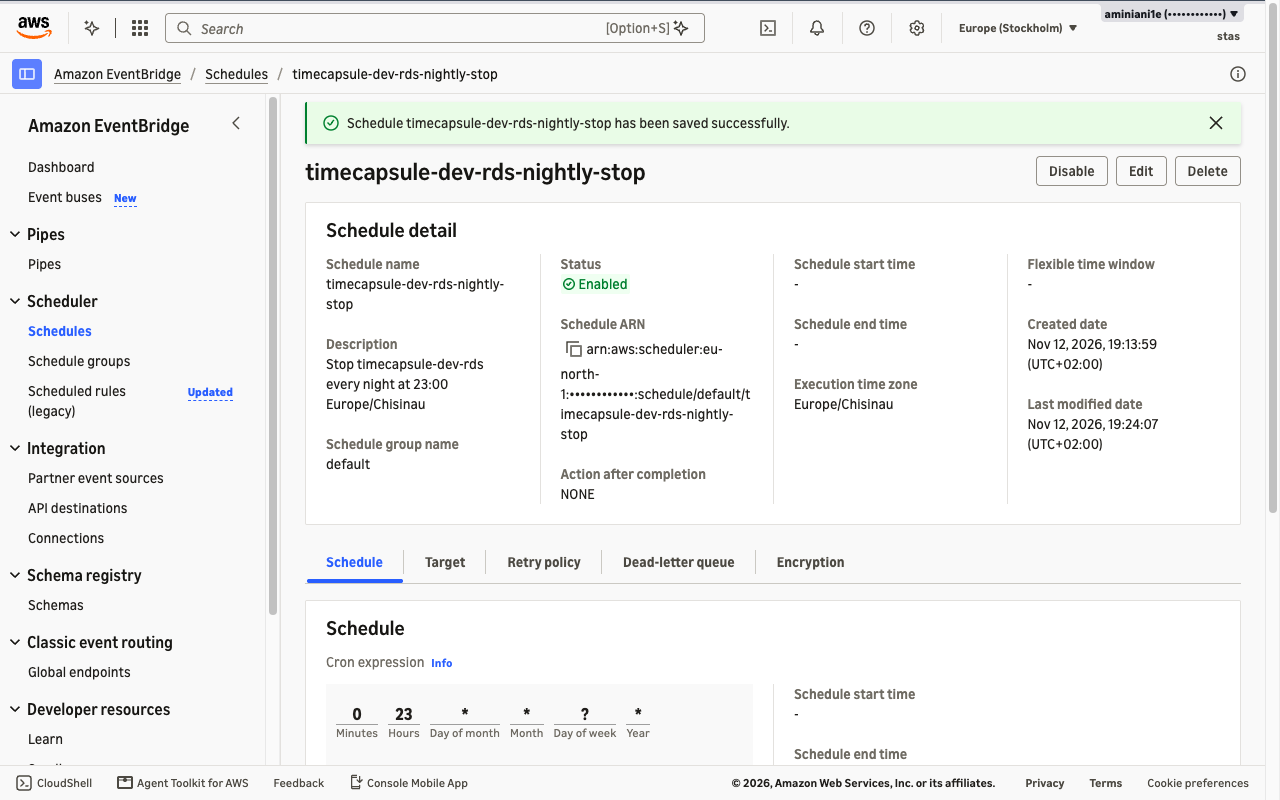 aws
Search
[Option+S]
Europe (Stockholm)
aminiani1e (••••••••••••)
stas
Amazon EventBridge / Schedules / timecapsule-dev-rds-nightly-stop
Amazon EventBridge
Dashboard
Event buses New
Pipes
Pipes
Scheduler
Schedules
Schedule groups
Scheduled rules
(legacy)
Updated
Integration
Partner event sources
API destinations
Connections
Schema registry
Schemas
Classic event routing
Global endpoints
Developer resources
Learn
Schedule timecapsule-dev-rds-nightly-stop has been saved successfully.
timecapsule-dev-rds-nightly-stop
Disable
Edit
Delete
Schedule detail
Schedule name
timecapsule-dev-rds-nightly-
stop
Description
Stop timecapsule-dev-rds
every night at 23:00
Europe/Chisinau
Schedule group name
default
Status
Enabled
Schedule ARN
arn:aws:scheduler:eu-
north-
1:••••••••••••:schedule/default/t
imecapsule-dev-rds-nightly-
stop
Action after completion
NONE
Schedule start time
-
Schedule end time
-
Execution time zone
Europe/Chisinau
Flexible time window
-
Created date
Nov 12, 2026, 19:13:59
(UTC+02:00)
Last modified date
Nov 12, 2026, 19:24:07
(UTC+02:00)
Schedule
Target
Retry policy
Dead-letter queue
Encryption
Schedule
Cron expression Info
0 23 * * ? *
Minutes Hours Day of month Month Day of week Year
Schedule start time
-
Schedule end time
CloudShell
Agent Toolkit for AWS
Feedback
Console Mobile App
© 2026, Amazon Web Services, Inc. or its affiliates.
Privacy
Terms
Cookie preferences